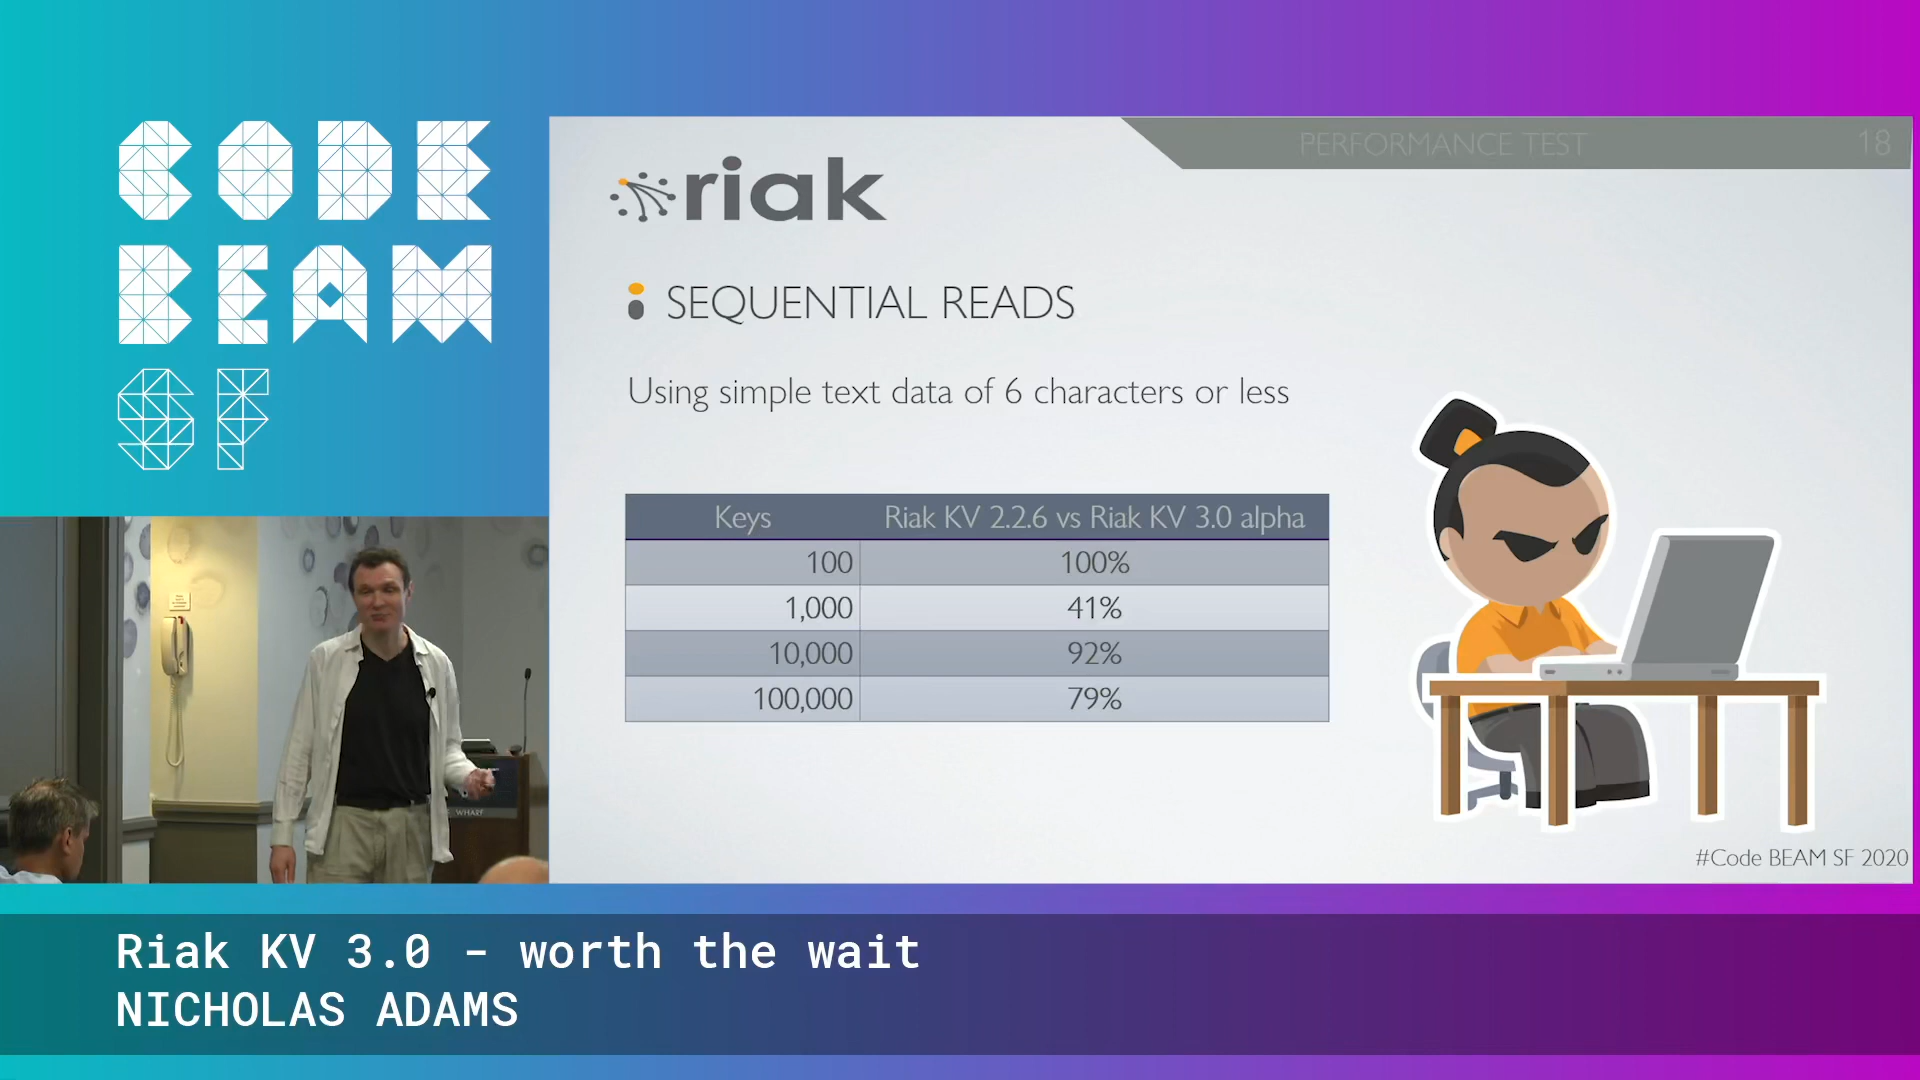 CODE
BEAM
SF
PERFORMANCE TEST
18
riak
SEQUENTIAL READS
Using simple text data of 6 characters or less
Keys Riak KV 2.2.6 vs Riak KV 3.0 alpha
100 100%
1,000 41%
10,000 92%
100,000 79%
#Code BEAM SF 2020
WHARF
Riak KV 3.0 - worth the wait
NICHOLAS ADAMS